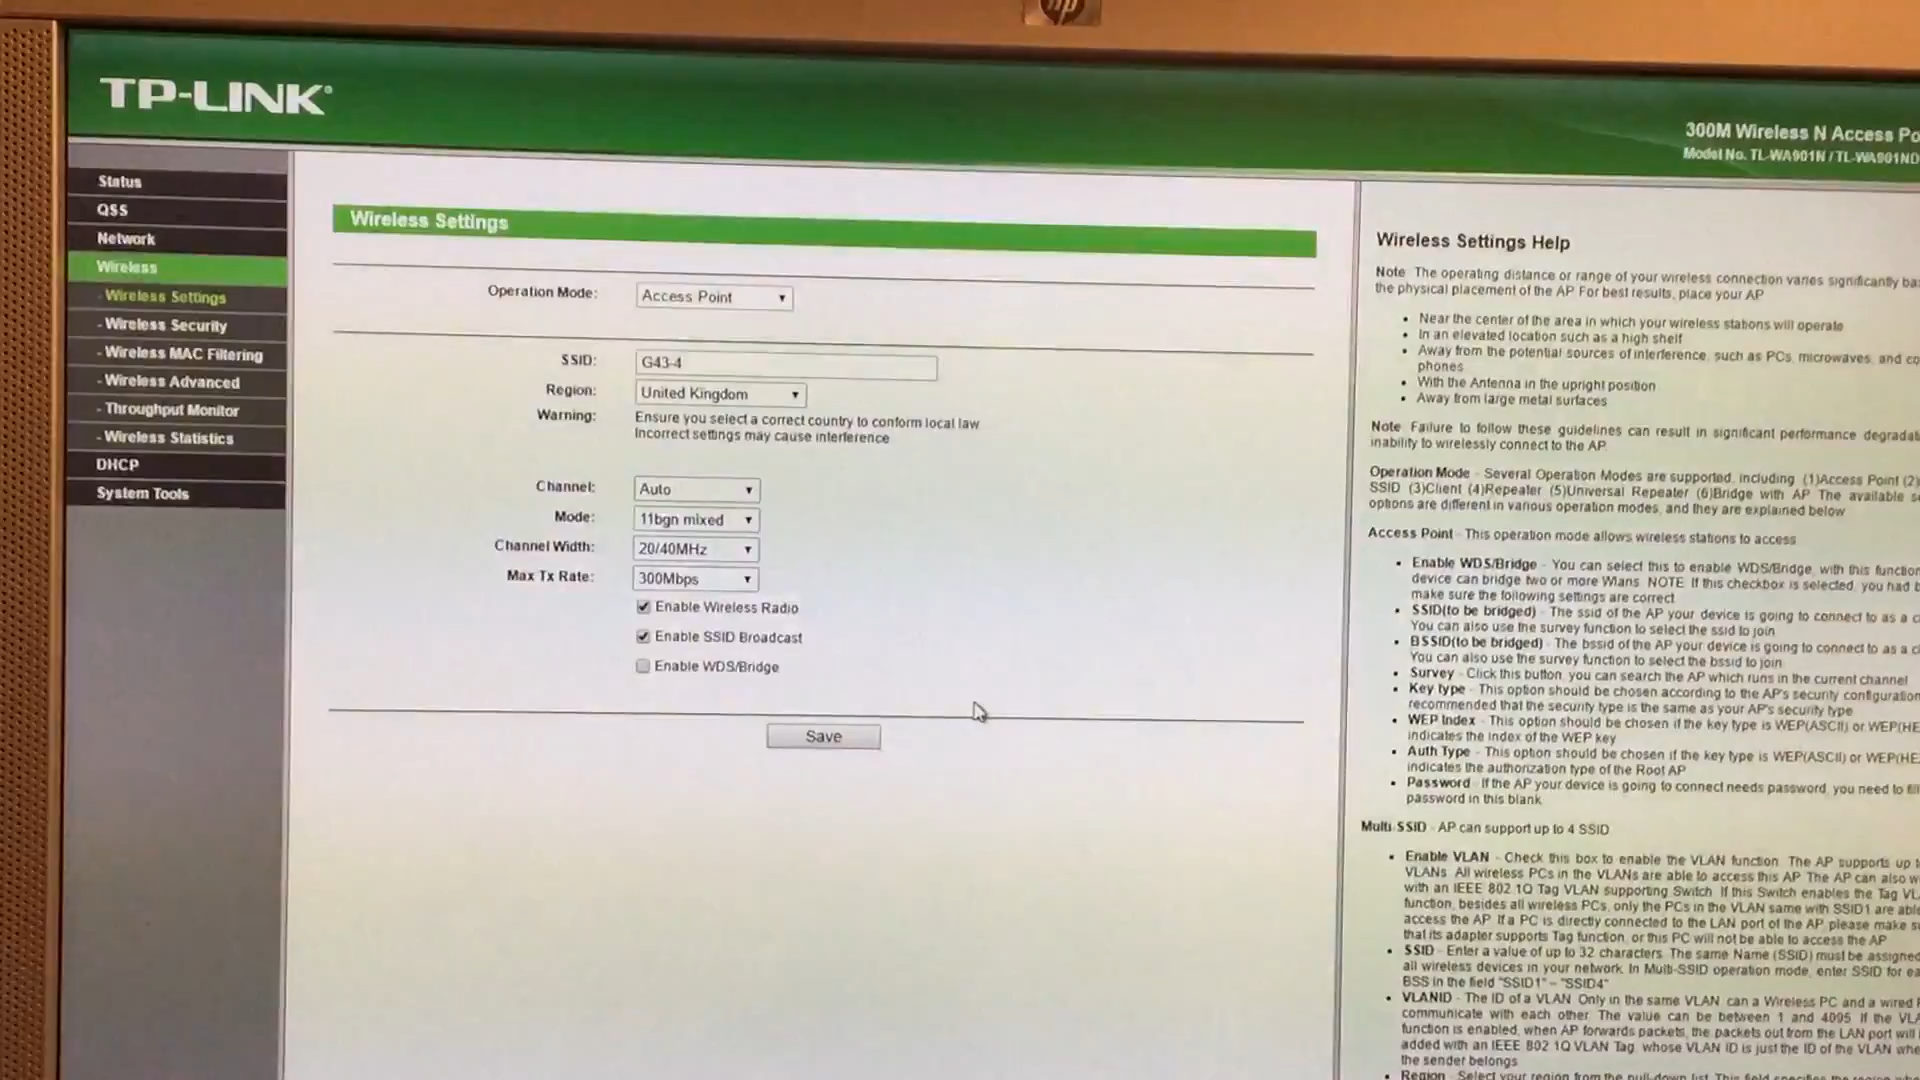 hp
TP-LINK
300M Wireless N Access Po
Model No. TL-WA901N / TL-WA901ND
Status
QSS
Network
Wireless
- Wireless Settings
- Wireless Security
- Wireless MAC Filtering
- Wireless Advanced
- Throughput Monitor
- Wireless Statistics
DHCP
System Tools
Wireless Settings
Operation Mode: Access Point
SSID: G43-4
Region: United Kingdom
Warning: Ensure you select a correct country to conform local law
Incorrect settings may cause interference
Channel: Auto
Mode: 11bgn mixed
Channel Width: 20/40MHz
Max Tx Rate: 300Mbps
Enable Wireless Radio
Enable SSID Broadcast
Enable WDS/Bridge
Save
Wireless Settings Help
Note The operating distance or range of your wireless connection varies significantly ba
the physical placement of the AP. For best results, place your AP
• Near the center of the area in which your wireless stations will operate
• In an elevated location such as a high shelf
• Away from the potential sources of interference, such as PCs, microwaves, and co
phones
• With the Antenna in the upright position
• Away from large metal surfaces
Note Failure to follow these guidelines can result in significant performance degradat
inability to wirelessly connect to the AP
Operation Mode - Several Operation Modes are supported, including (1)Access Point (2)
SSID (3)Client (4)Repeater (5)Universal Repeater (6)Bridge with AP The available s
options are different in various operation modes, and they are explained below
Access Point - This operation mode allows wireless stations to access
• Enable WDS/Bridge - You can select this to enable WDS/Bridge, with this function
device can bridge two or more Wlans. NOTE If this checkbox is selected, you had b
make sure the following settings are correct
• SSID(to be bridged) - The ssid of the AP your device is going to connect to as a c
You can also use the survey function to select the ssid to join
• BSSID(to be bridged) - The bssid of the AP your device is going to connect to as a c
You can also use the survey function to select the bssid to join
• Survey - Click this button, you can search the AP which runs in the current channel
• Key type - This option should be chosen according to the AP's security configuration
recommended that the security type is the same as your AP's security type
• WEP Index - This option should be chosen if the key type is WEP(ASCII) or WEP(HE
indicates the index of the WEP key
• Auth Type - This option should be chosen if the key type is WEP(ASCII) or WEP(HE
indicates the authorization type of the Root AP
• Password - If the AP your device is going to connect needs password, you need to fil
password in this blank
Multi-SSID - AP can support up to 4 SSID
• Enable VLAN - Check this box to enable the VLAN function. The AP supports up t
VLANs. All wireless PCs in the VLANs are able to access this AP. The AP can also w
with an IEEE 802.1Q Tag VLAN supporting Switch. If this Switch enables the Tag VL
function, besides all wireless PCs, only the PCs in the VLAN same with SSID1 are able
access the AP. If a PC is directly connected to the LAN port of the AP please make s
that its adapter supports Tag function, or this PC will not be able to access the AP
• SSID - Enter a value of up to 32 characters. The same Name (SSID) must be assigned
all wireless devices in your network. In Multi-SSID operation mode, enter SSID for ea
BSS in the field "SSID1" ~ "SSID4"
• VLANID - The ID of a VLAN. Only in the same VLAN can a Wireless PC and a wired P
communicate with each other. The value can be between 1 and 4095. If the VLA
function is enabled, when AP forwards packets, the packets out from the LAN port will
added with an IEEE 802.1Q VLAN Tag, whose VLAN ID is just the ID of the VLAN whe
the sender belongs
• Region - Select your region from the pull-down list. This field specifies the region